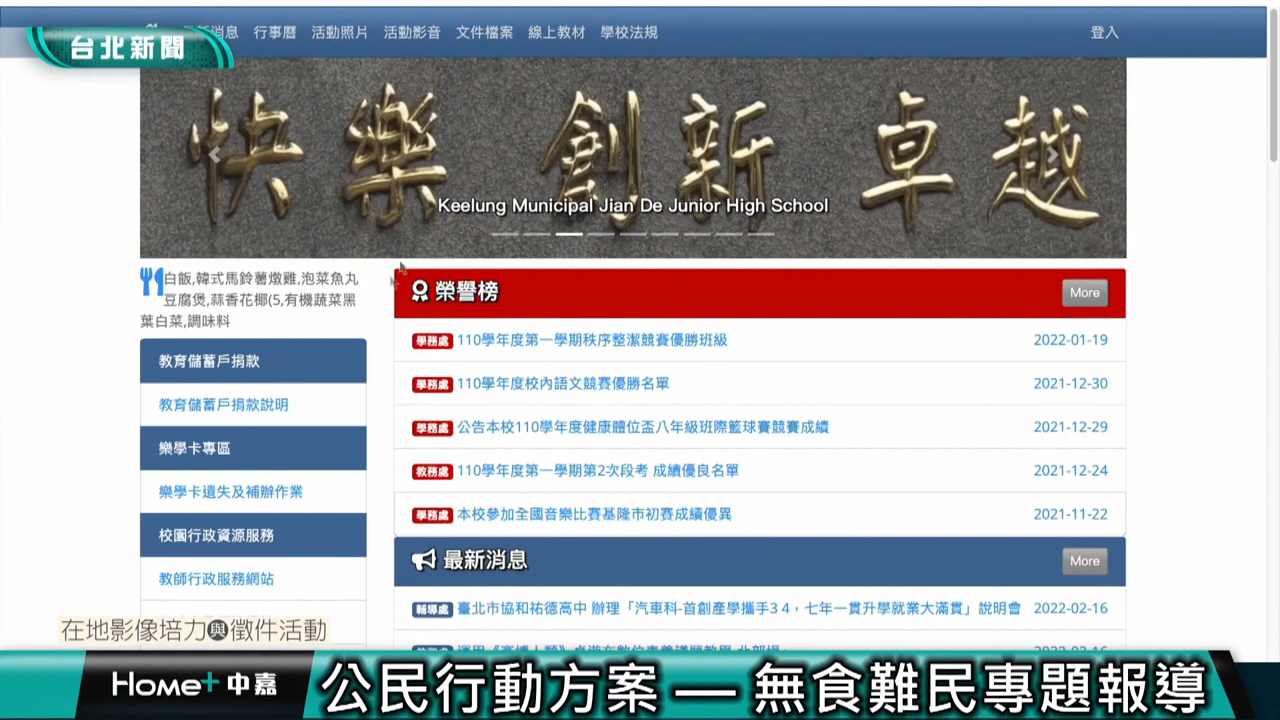 最新消息 行事曆 活動照片 活動影音 文件檔案 線上教材 學校法規 登入
台北新聞
快樂 創新 卓越
Keelung Municipal Jian De Junior High School
白飯,韓式馬鈴薯燉雞,泡菜魚丸
豆腐煲,蒜香花椰(5,有機蔬菜黑
葉白菜,調味料
教育儲蓄戶捐款
教育儲蓄戶捐款說明
樂學卡專區
樂學卡遺失及補辦作業
校園行政資源服務
教師行政服務網站
榮譽榜 More
學務處 110學年度第一學期秩序整潔競賽優勝班級 2022-01-19
學務處 110學年度校內語文競賽優勝名單 2021-12-30
學務處 公告本校110學年度健康體位盃八年級班際籃球賽競賽成績 2021-12-29
教務處 110學年度第一學期第2次段考 成績優良名單 2021-12-24
學務處 本校參加全國音樂比賽基隆市初賽成績優異 2021-11-22
最新消息 More
輔導處 臺北市協和祐德高中 辦理「汽車科-首創產學攜手3 4，七年一貫升學就業大滿貫」說明會 2022-02-16
在地影像培力與徵件活動
Home+ 中嘉
公民行動方案 — 無食難民專題報導